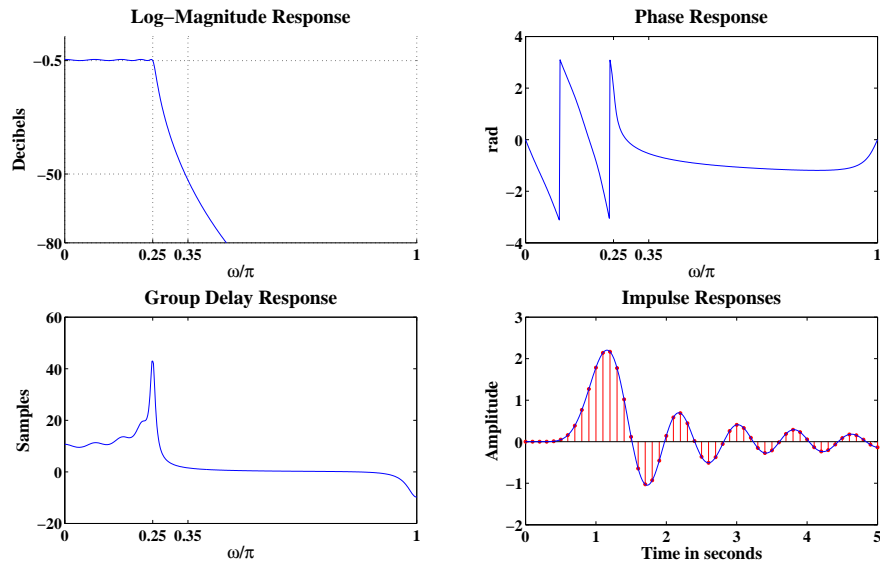 Log−Magnitude Response
Decibels
−0.5
−50
−80
0 0.25 0.35 1
ω/π
Phase Response
rad
4
2
0
−2
−4
0 0.25 0.35 1
ω/π
Group Delay Response
Samples
60
40
20
0
−20
0 0.25 0.35 1
ω/π
Impulse Responses
Amplitude
3
2
1
0
−1
−2
0 1 2 3 4 5
Time in seconds